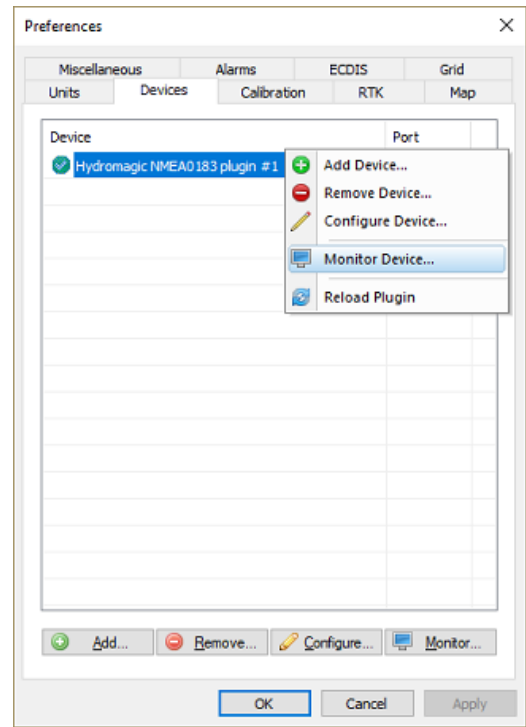 Preferences
Miscellaneous Alarms ECDIS Grid
Units Devices Calibration RTK Map
Device Port
Hydromagic NMEA0183 plugin #1
Add Device...
Remove Device...
Configure Device...
Monitor Device...
Reload Plugin
Add... Remove... Configure... Monitor...
OK Cancel Apply